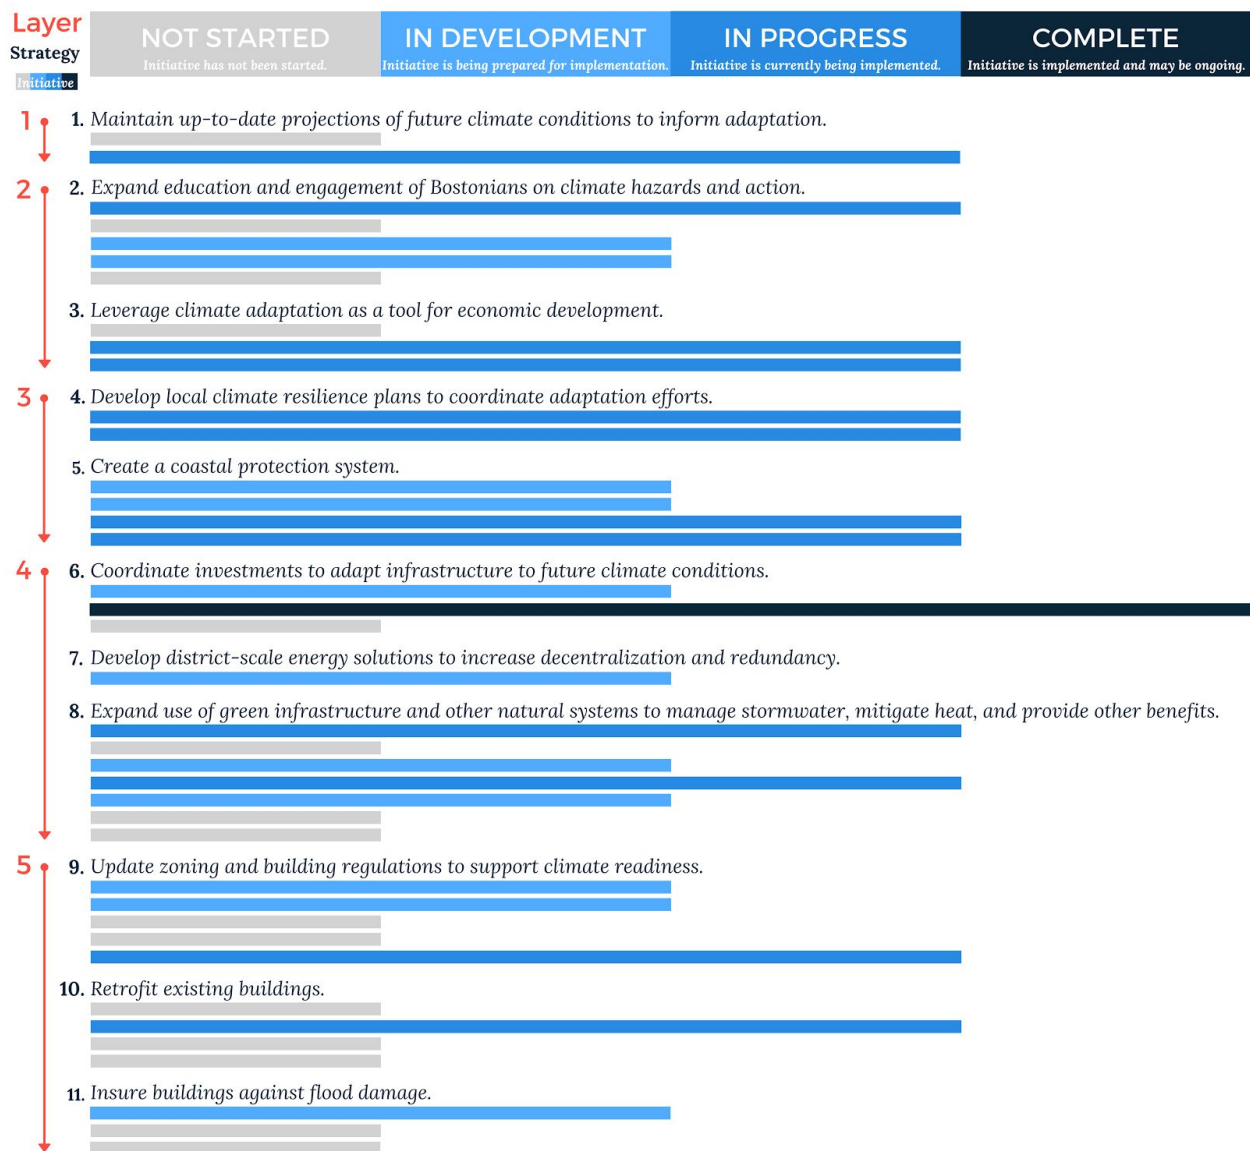 Layer
Strategy
Initiative
NOT STARTED
Initiative has not been started.
IN DEVELOPMENT
Initiative is being prepared for implementation.
IN PROGRESS
Initiative is currently being implemented.
COMPLETE
Initiative is implemented and may be ongoing.
1
1. Maintain up-to-date projections of future climate conditions to inform adaptation.
2
2. Expand education and engagement of Bostonians on climate hazards and action.
3. Leverage climate adaptation as a tool for economic development.
3
4. Develop local climate resilience plans to coordinate adaptation efforts.
5. Create a coastal protection system.
4
6. Coordinate investments to adapt infrastructure to future climate conditions.
7. Develop district-scale energy solutions to increase decentralization and redundancy.
8. Expand use of green infrastructure and other natural systems to manage stormwater, mitigate heat, and provide other benefits.
5
9. Update zoning and building regulations to support climate readiness.
10. Retrofit existing buildings.
11. Insure buildings against flood damage.